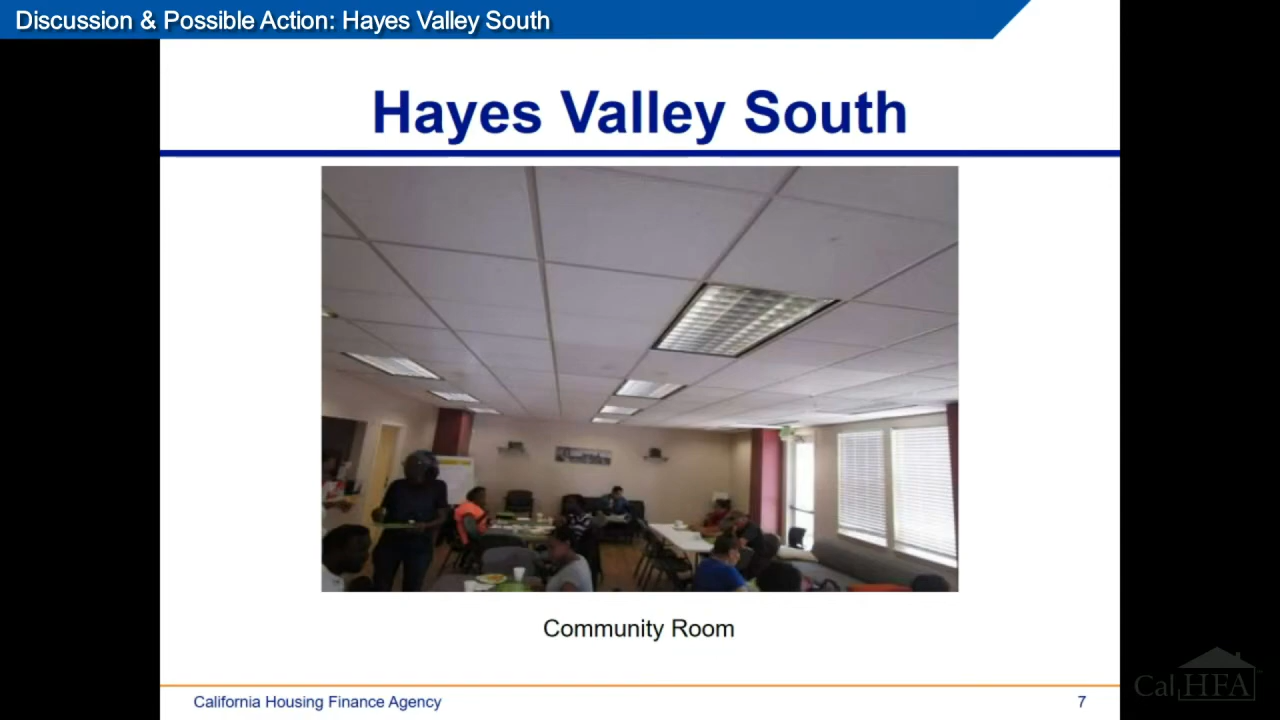 Discussion & Possible Action: Hayes Valley South
Hayes Valley South
Community Room
California Housing Finance Agency
7
CalHFA